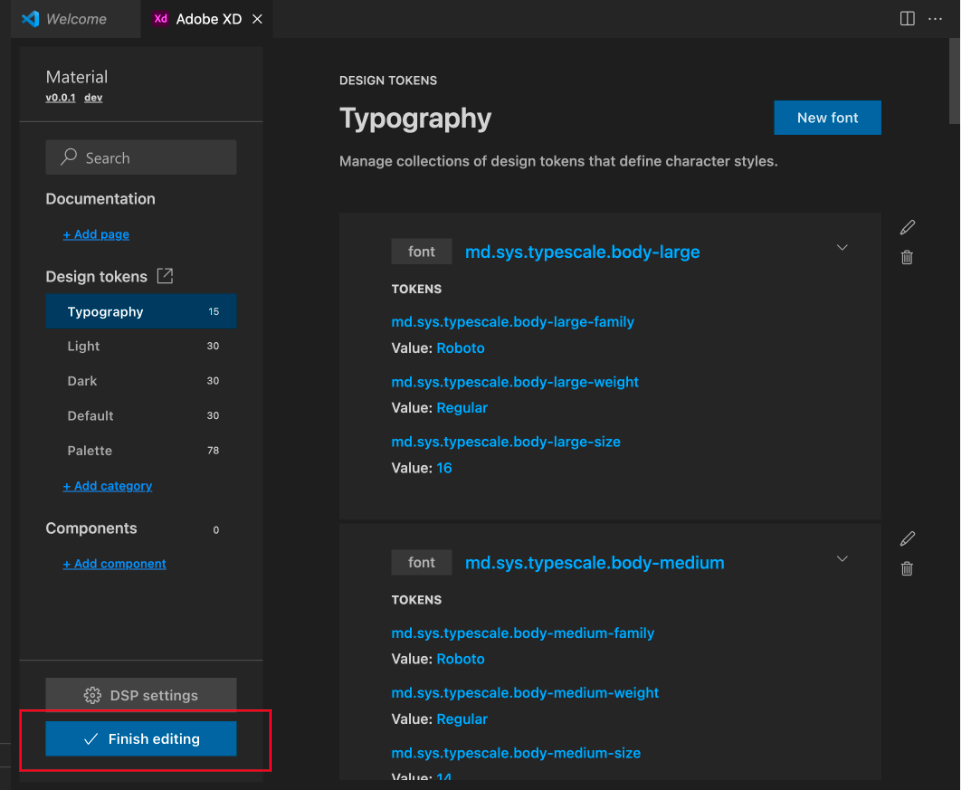 Welcome
Xd Adobe XD
Material
v0.0.1 dev
Search
Documentation
+ Add page
Design tokens
Typography 15
Light 30
Dark 30
Default 30
Palette 78
+ Add category
Components 0
+ Add component
DSP settings
Finish editing
DESIGN TOKENS
Typography
New font
Manage collections of design tokens that define character styles.
font md.sys.typescale.body-large
TOKENS
md.sys.typescale.body-large-family
Value: Roboto
md.sys.typescale.body-large-weight
Value: Regular
md.sys.typescale.body-large-size
Value: 16
font md.sys.typescale.body-medium
TOKENS
md.sys.typescale.body-medium-family
Value: Roboto
md.sys.typescale.body-medium-weight
Value: Regular
md.sys.typescale.body-medium-size
Value: 14